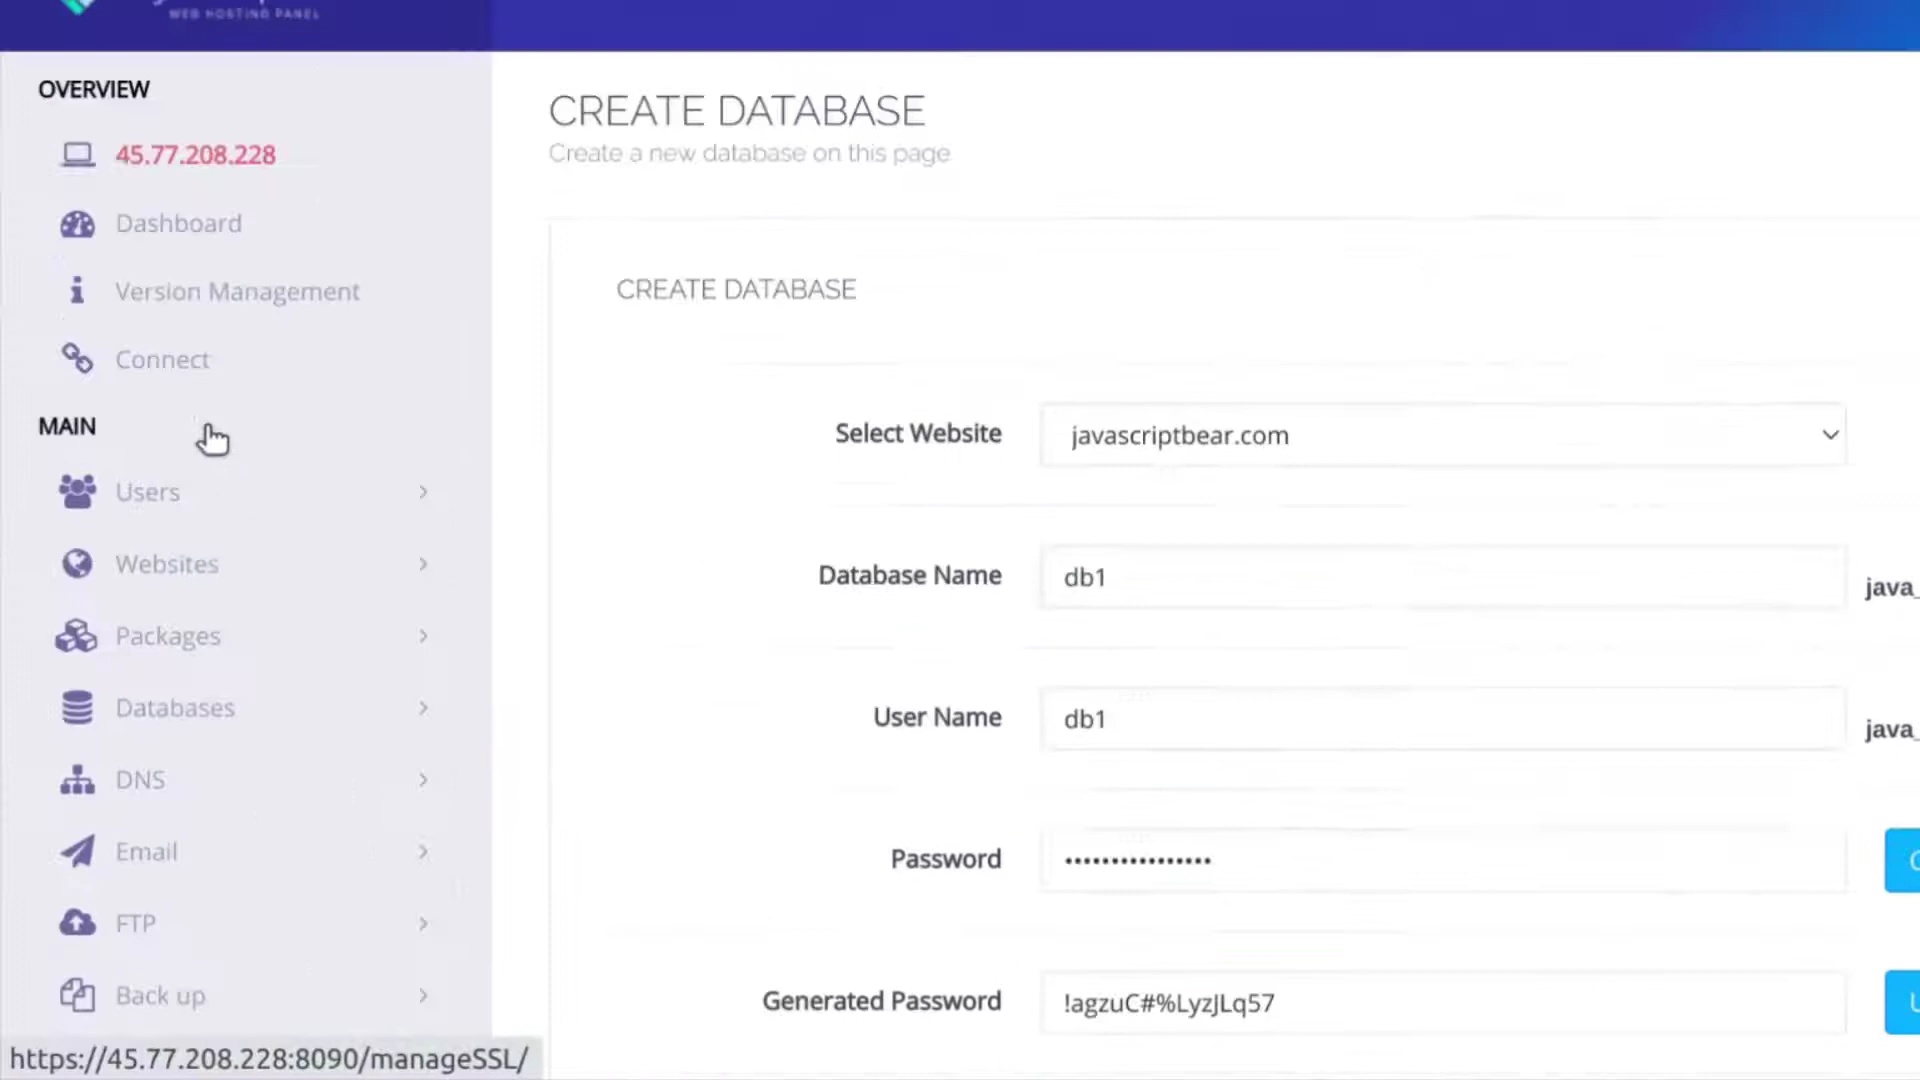 WEB HOSTING PANEL
OVERVIEW
45.77.208.228
Dashboard
Version Management
Connect
MAIN
Users
Websites
Packages
Databases
DNS
Email
FTP
Back up
https://45.77.208.228:8090/manageSSL/
CREATE DATABASE
Create a new database on this page
CREATE DATABASE
Select Website javascriptbear.com
Database Name db1 java_
User Name db1 java_
Password ••••••••••••••••
Generated Password !agzuC#%LyzJLq57